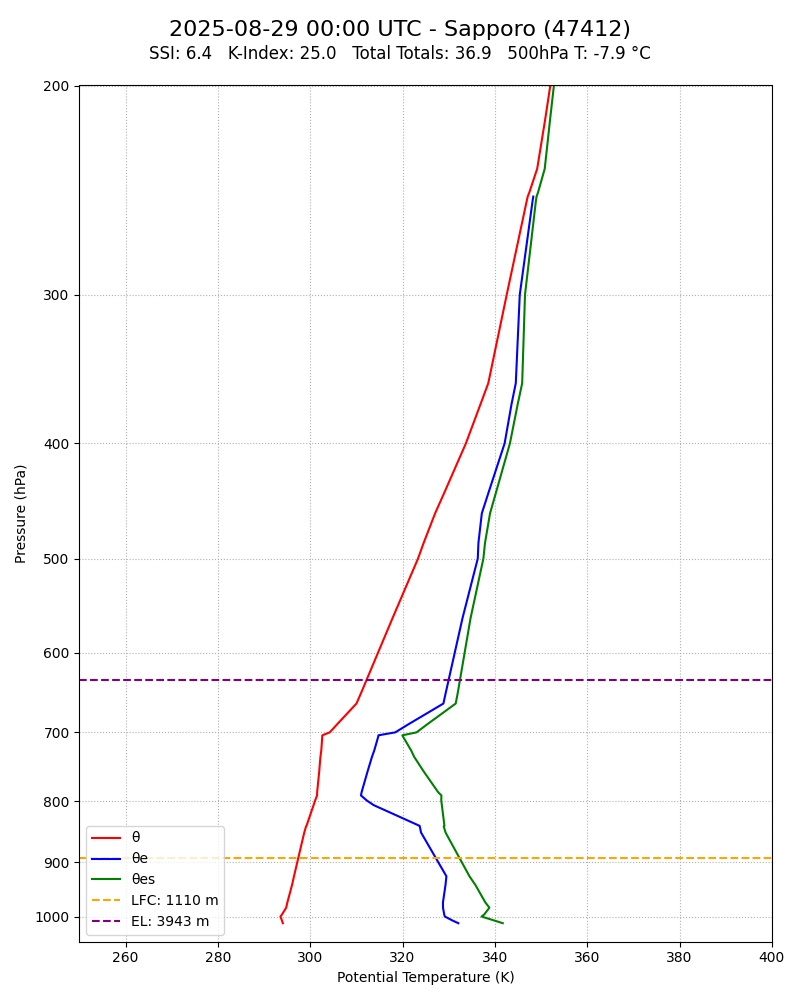 2025-08-29 00:00 UTC - Sapporo (47412)
SSI: 6.4   K-Index: 25.0   Total Totals: 36.9   500hPa T: -7.9 °C
200
300
400
500
600
700
800
900
1000
Pressure (hPa)
θ
θe
θes
LFC: 1110 m
EL: 3943 m
260 280 300 320 340 360 380 400
Potential Temperature (K)